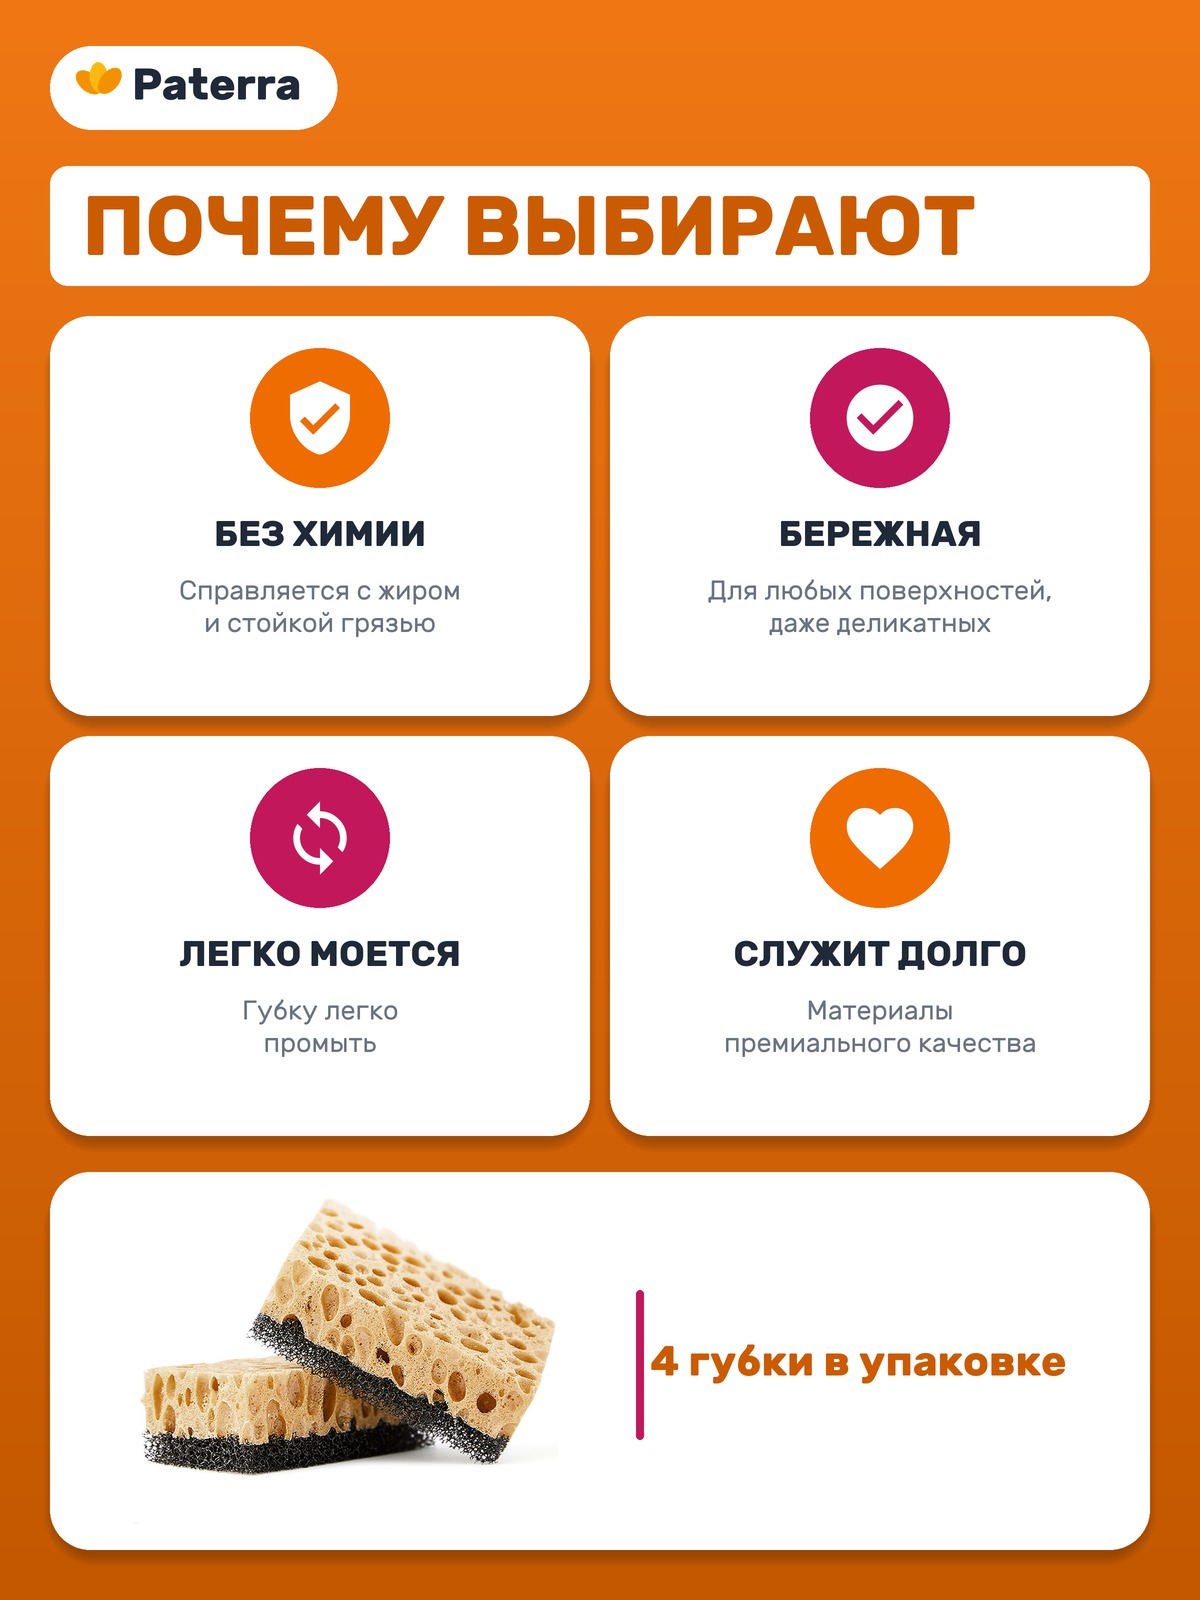 Paterra
ПОЧЕМУ ВЫБИРАЮТ
БЕЗ ХИМИИ
Справляется с жиром
и стойкой грязью
БЕРЕЖНАЯ
Для любых поверхностей,
даже деликатных
ЛЕГКО МОЕТСЯ
Губку легко
промыть
СЛУЖИТ ДОЛГО
Материалы
премиального качества
4 губки в упаковке